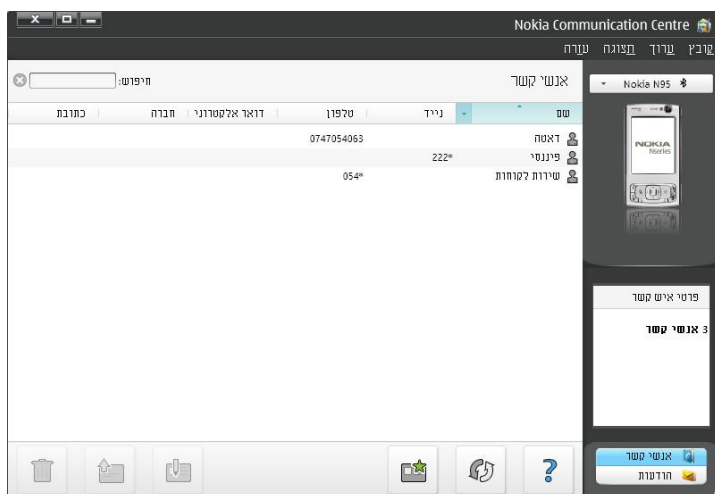 Nokia Communication Centre
קובץ ערוך תצוגה עזרה
Nokia N95
NOKIA
Nseries
אנשי קשר
חיפוש:
שם נייד טלפון דואר אלקטרוני חברה כתובת
דאטה 0747054063
פיננסי 222*
שירות לקוחות 054*
פרטי איש קשר
3 אנשי קשר
אנשי קשר
הודעות